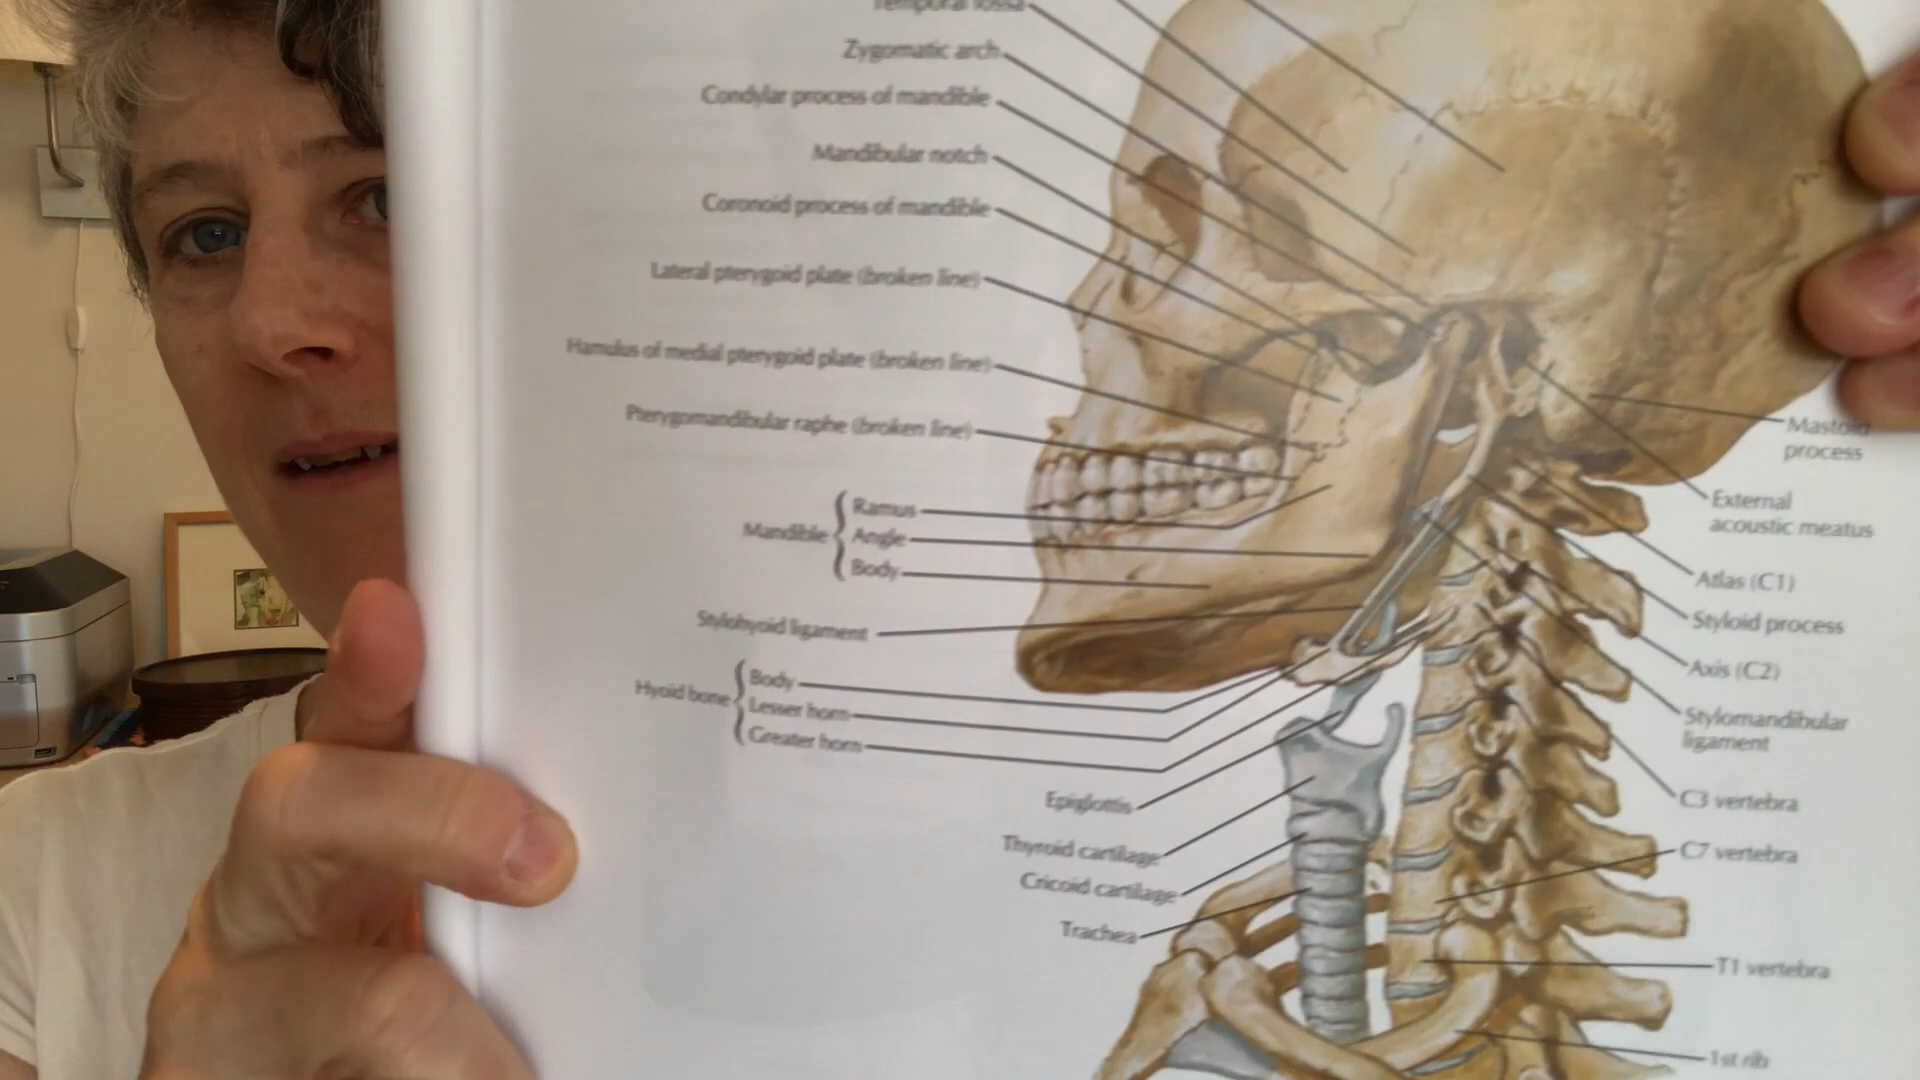 Temporal fossa
Zygomatic arch
Condylar process of mandible
Mandibular notch
Coronoid process of mandible
Lateral pterygoid plate (broken line)
Hamulus of medial pterygoid plate (broken line)
Pterygomandibular raphe (broken line)
Mandible
Ramus
Angle
Body
Stylohyoid ligament
Hyoid bone
Body
Lesser horn
Greater horn
Epiglottis
Thyroid cartilage
Cricoid cartilage
Trachea
Mastoid
process
External
acoustic meatus
Atlas (C1)
Styloid process
Axis (C2)
Stylomandibular
ligament
C3 vertebra
C7 vertebra
T1 vertebra
1st rib